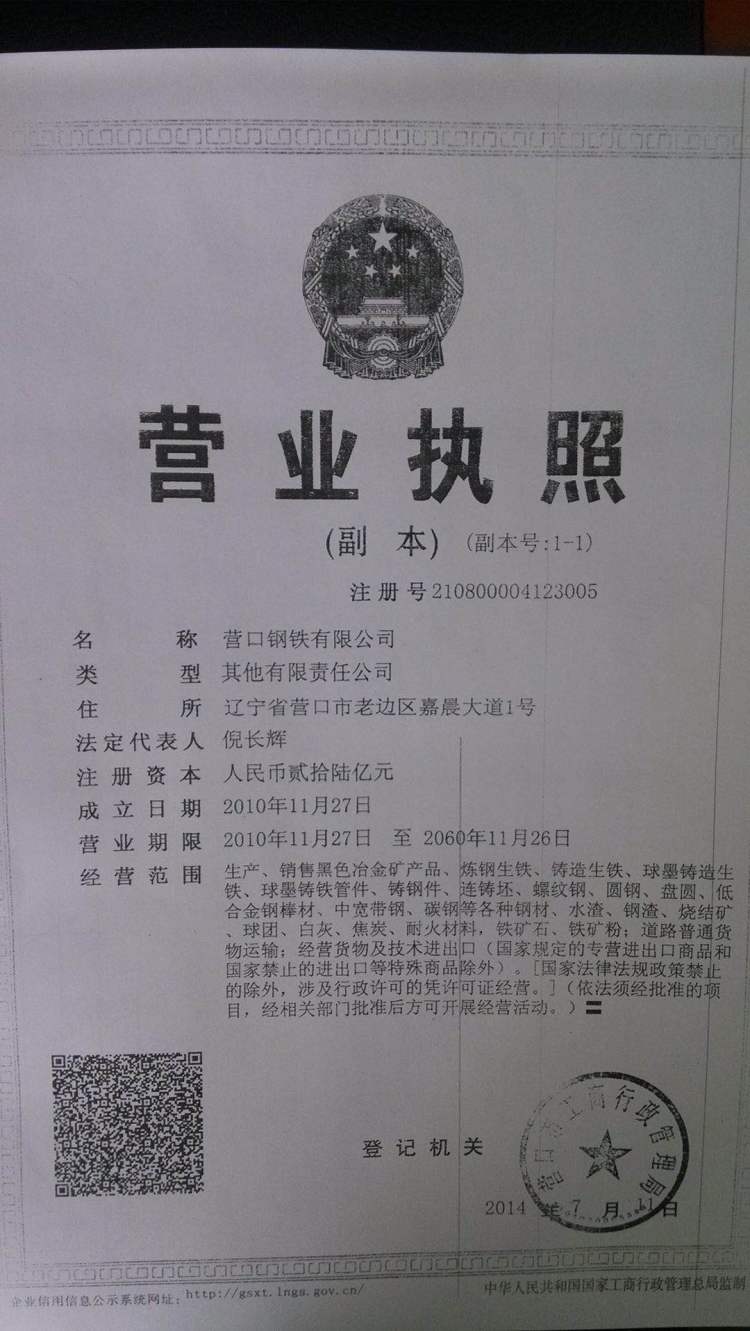 营业执照
(副 本) (副本号:1-1)
注册号210800004123005
名 称 营口钢铁有限公司
类 型 其他有限责任公司
住 所 辽宁省营口市老边区嘉晨大道1号
法定代表人 倪长辉
注册资本 人民币贰拾陆亿元
成立日期 2010年11月27日
营业期限 2010年11月27日 至 2060年11月26日
经营范围 生产、销售黑色冶金矿产品、炼钢生铁、铸造生铁、球墨铸造生
铁、球墨铸铁管件、铸钢件、连铸坯、螺纹钢、圆钢、盘圆、低
合金钢棒材、中宽带钢、碳钢等各种钢材、水渣、钢渣、烧结矿
、球团、白灰、焦炭、耐火材料，铁矿石、铁矿粉；道路普通货
物运输；经营货物及技术进出口（国家规定的专营进出口商品和
国家禁止的进出口等特殊商品除外）。[国家法律法规政策禁止
的除外，涉及行政许可的凭许可证经营。]（依法须经批准的项
目，经相关部门批准后方可开展经营活动。）
登记机关
营口市工商行政管理局
2014 年 7 月 11 日
企业信用信息公示系统网址：http://gsxt.lngs.gov.cn/
中华人民共和国国家工商行政管理总局监制